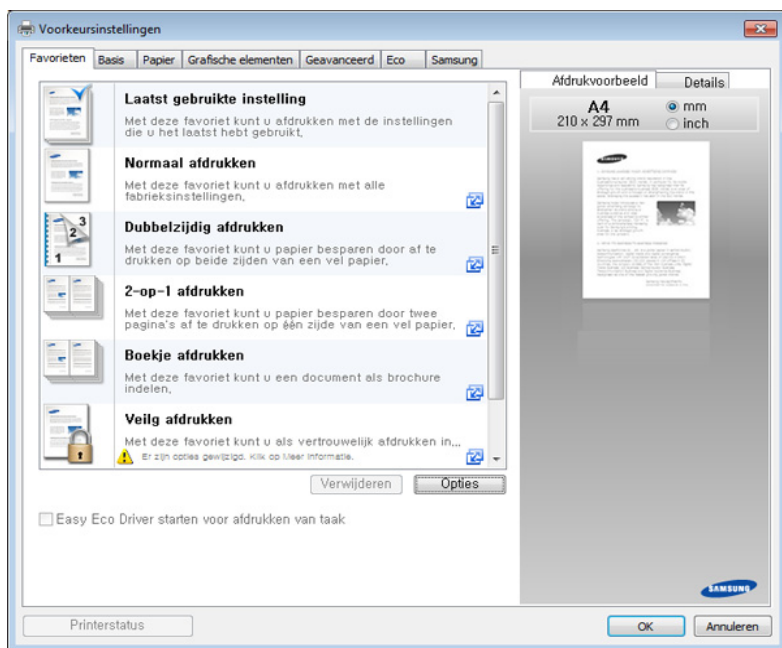 Voorkeursinstellingen
Favorieten Basis Papier Grafische elementen Geavanceerd Eco Samsung
Laatst gebruikte instelling
Met deze favoriet kunt u afdrukken met de instellingen
die u het laatst hebt gebruikt.
Normaal afdrukken
Met deze favoriet kunt u afdrukken met alle
fabrieksinstellingen.
Dubbelzijdig afdrukken
Met deze favoriet kunt u papier besparen door af te
drukken op beide zijden van een vel papier.
2-op-1 afdrukken
Met deze favoriet kunt u papier besparen door twee
pagina's af te drukken op één zijde van een vel papier.
Boekje afdrukken
Met deze favoriet kunt u een document als brochure
indelen.
Veilg afdrukken
Met deze favoriet kunt u als vertrouwelijk afdrukken in...
Er zijn opties gewijzigd. Klik op Meer informatie.
Verwijderen Opties
Easy Eco Driver starten voor afdrukken van taak
Afdrukvoorbeeld Details
A4 mm
210 x 297 mm inch
SAMSUNG
Printerstatus OK Annuleren